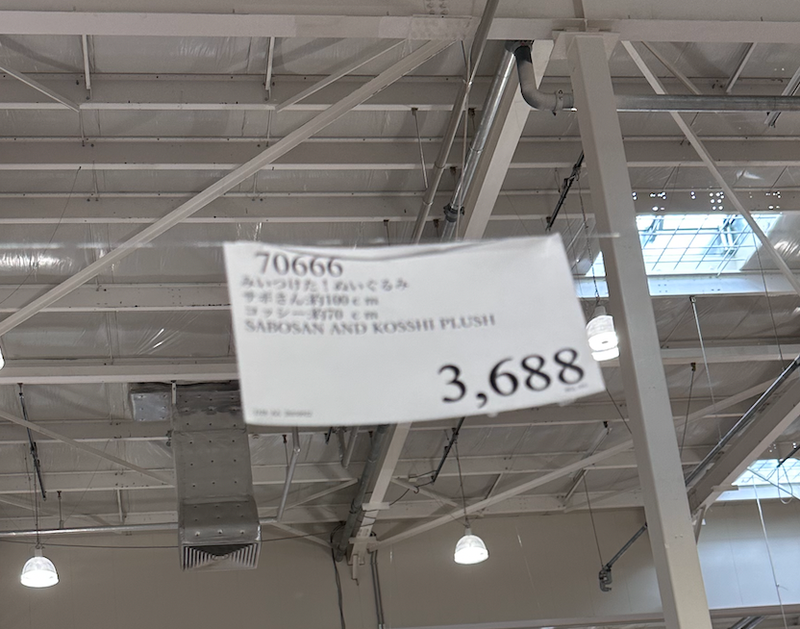 70666
みいつけた！ぬいぐるみ
サボさん:約100ｃｍ
コッシー:約70 ｃｍ
SABOSAN AND KOSSHI PLUSH
3,688